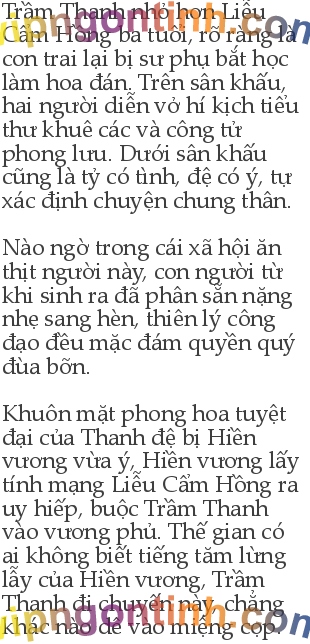 Trầm Thanh nhỏ hơn Liễu
Cẩm Hồng ba tuổi, rõ ràng là
con trai lại bị sư phụ bắt học
làm hoa đán. Trên sân khấu,
hai người diễn vở hí kịch tiểu
thư khuê các và công tử
phong lưu. Dưới sân khấu
cũng là tỷ có tình, đệ có ý, tự
xác định chuyện chung thân.
Nào ngờ trong cái xã hội ăn
thịt người này, con người từ
khi sinh ra đã phân sẵn nặng
nhẹ sang hèn, thiên lý công
đạo đều mặc đám quyền quý
đùa bỡn.
Khuôn mặt phong hoa tuyệt
đại của Thanh đệ bị Hiền
vương vừa ý, Hiền vương lấy
tính mạng Liễu Cẩm Hồng ra
uy hiếp, buộc Trầm Thanh
vào vương phủ. Thế gian có
ai không biết tiếng tăm lừng
lẫy của Hiền vương, Trầm
Thanh đi chuyến này, chẳng
khác nào dê vào miệng cọp.
vipngontinh.com